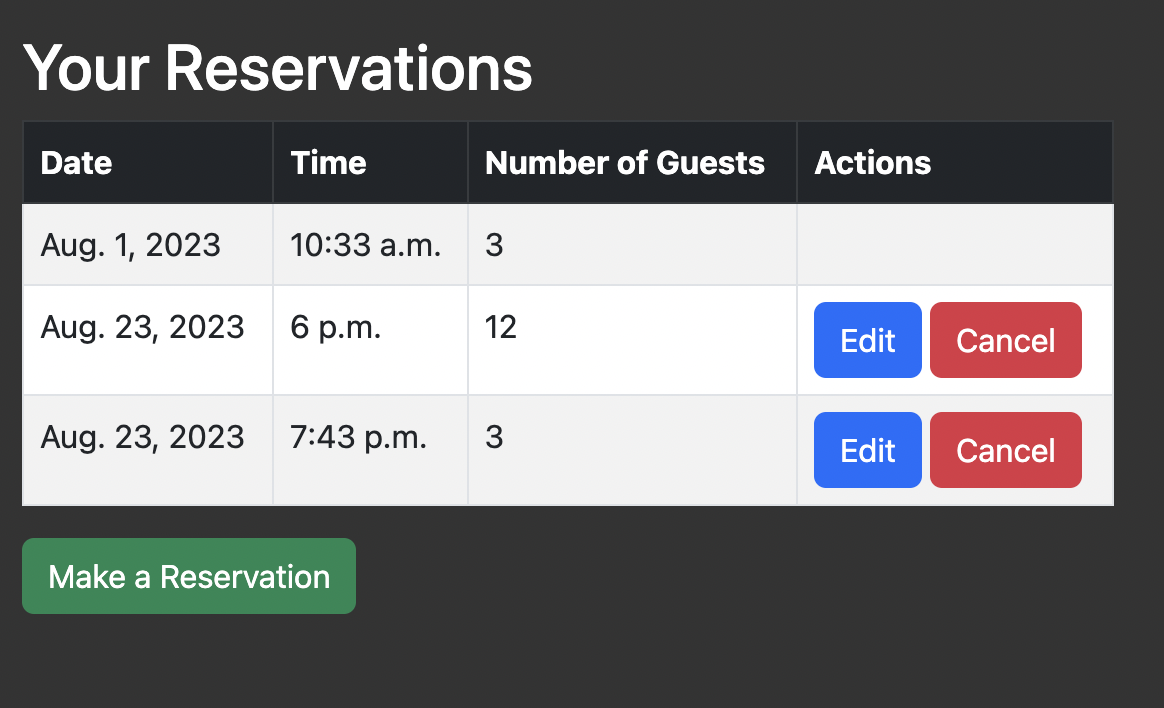 Your Reservations
Date Time Number of Guests Actions
Aug. 1, 2023 10:33 a.m. 3
Aug. 23, 2023 6 p.m. 12 Edit Cancel
Aug. 23, 2023 7:43 p.m. 3 Edit Cancel
Make a Reservation